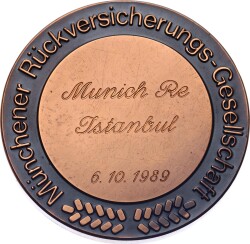 Münchener Rückversicherungs-Gesellschaft
Munich Re
Istanbul
6.10.1989